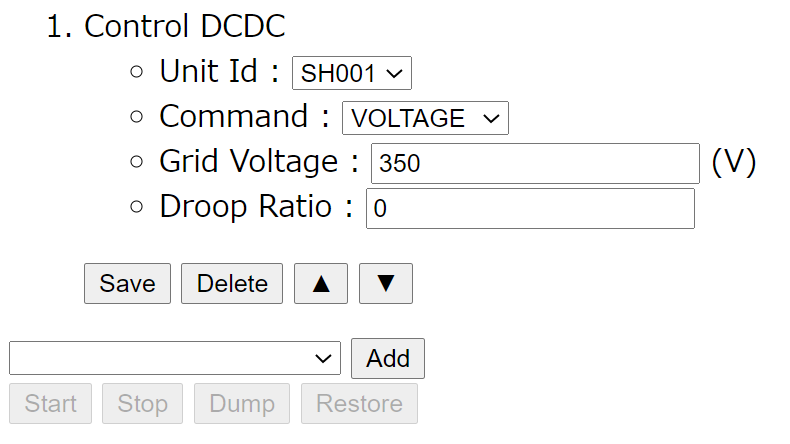 1. Control DCDC
Unit Id : SH001
Command : VOLTAGE
Grid Voltage : 350 (V)
Droop Ratio : 0
Save Delete ▲ ▼
Add
Start Stop Dump Restore